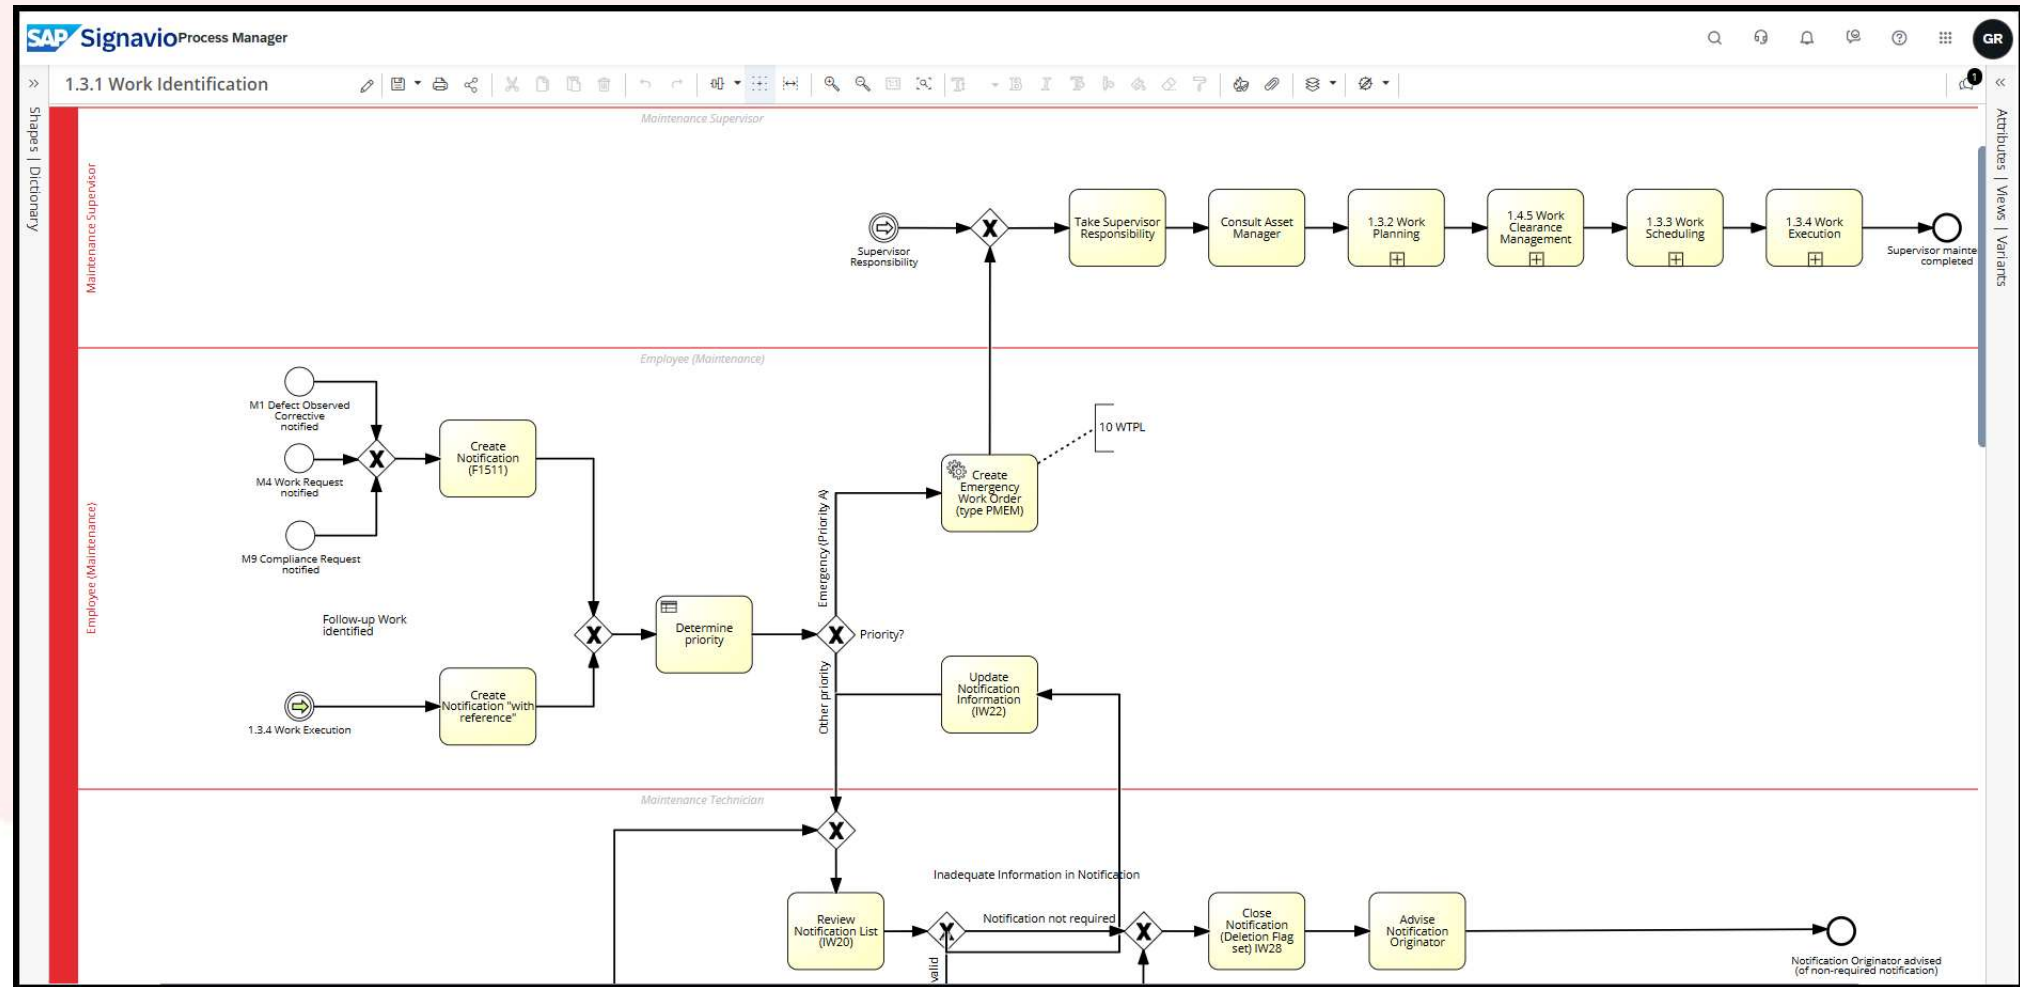 SAP Signavio Process Manager
GR
1.3.1 Work Identification
1
Shapes | Dictionary
Attributes | Views | Variants
Maintenance Supervisor
Maintenance Supervisor
Supervisor
Responsibility
Take Supervisor
Responsibility
Consult Asset
Manager
1.3.2 Work
Planning
1.4.5 Work
Clearance
Management
1.3.3 Work
Scheduling
1.3.4 Work
Execution
Supervisor mainte
completed
Employee (Maintenance)
Employee (Maintenance)
M1 Defect Observed
Corrective
notified
M4 Work Request
notified
M9 Compliance Request
notified
Create
Notification
(F1511)
10 WTPL
Create
Emergency
Work Order
(type PMEM)
Emergency (Priority A)
Follow-up Work
identified
Determine
priority
Priority?
Other priority
Update
Notification
Information
(IW22)
1.3.4 Work Execution
Create
Notification "with
reference"
Maintenance Technician
Inadequate Information in Notification
Review
Notification List
(IW20)
Notification not required
valid
Close
Notification
(Deletion Flag
set) IW28
Advise
Notification
Originator
Notification Originator advised
(of non-required notification)